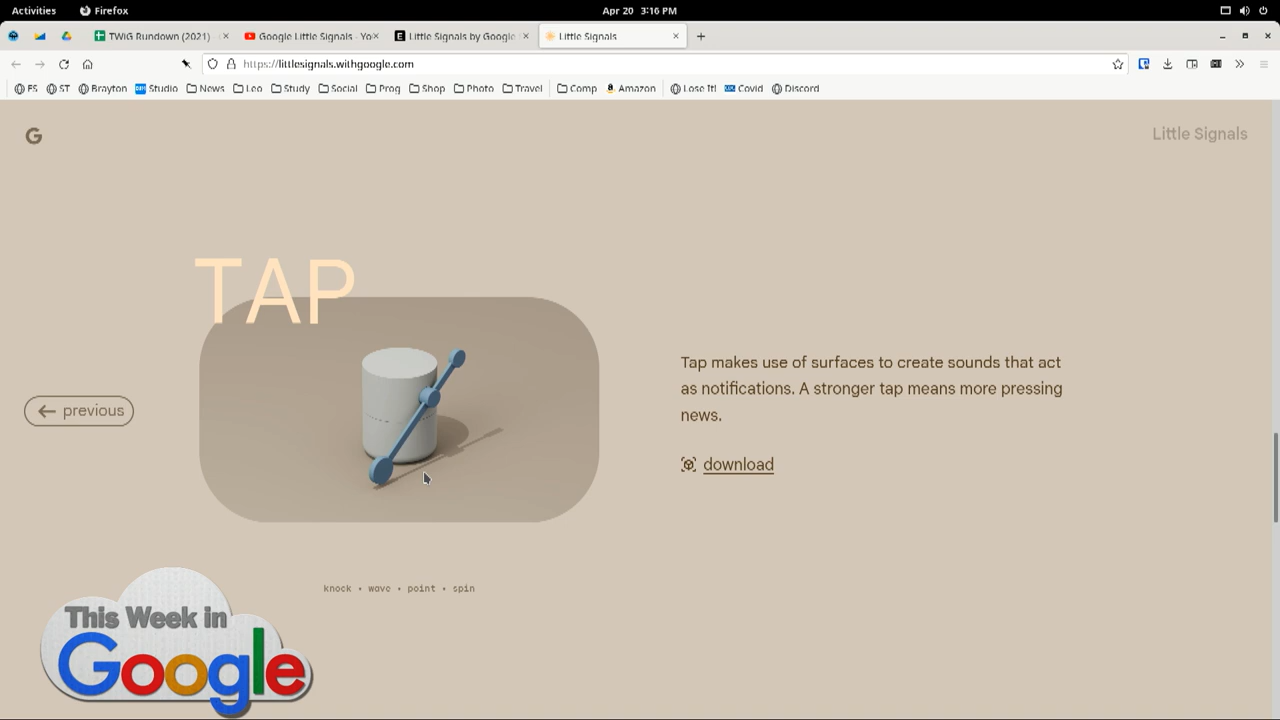 Activities
Firefox
Apr 20 3:16 PM
TWiG Rundown (2021)
Google Little Signals - Yo
Little Signals by Google
Little Signals
https://littlesignals.withgoogle.com
FS
ST
Brayton
Studio
News
Leo
Study
Social
Prog
Shop
Photo
Travel
Comp
Amazon
Lose It!
Covid
Discord
G
Little Signals
TAP
previous
Tap makes use of surfaces to create sounds that act
as notifications. A stronger tap means more pressing
news.
download
knock • wave • point • spin
This Week in
Google